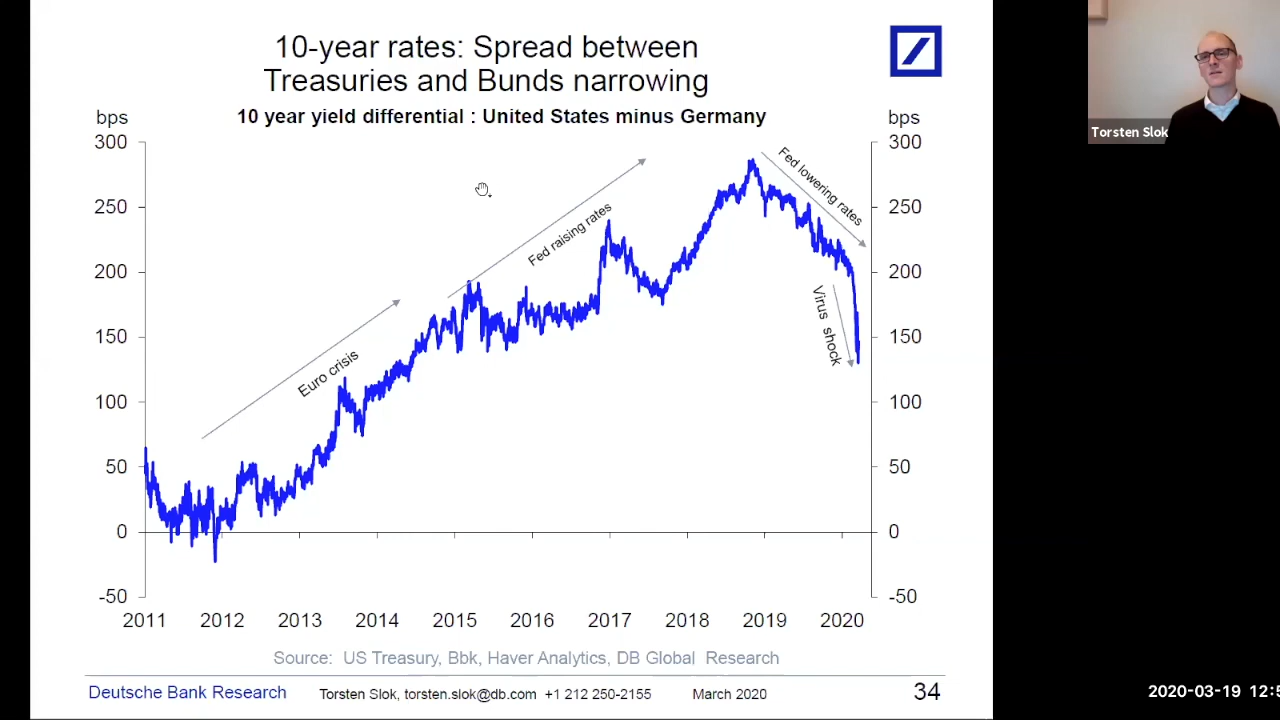 10-year rates: Spread between
Treasuries and Bunds narrowing
10 year yield differential : United States minus Germany
bps
bps
300
250
200
150
100
50
0
-50
300
250
200
150
100
50
0
-50
Euro crisis
Fed raising rates
Fed lowering rates
Virus shock
2011 2012 2013 2014 2015 2016 2017 2018 2019 2020
Source: US Treasury, Bbk, Haver Analytics, DB Global Research
Deutsche Bank Research Torsten Slok, torsten.slok@db.com +1 212 250-2155 March 2020 34
Torsten Slok
2020-03-19 12:5